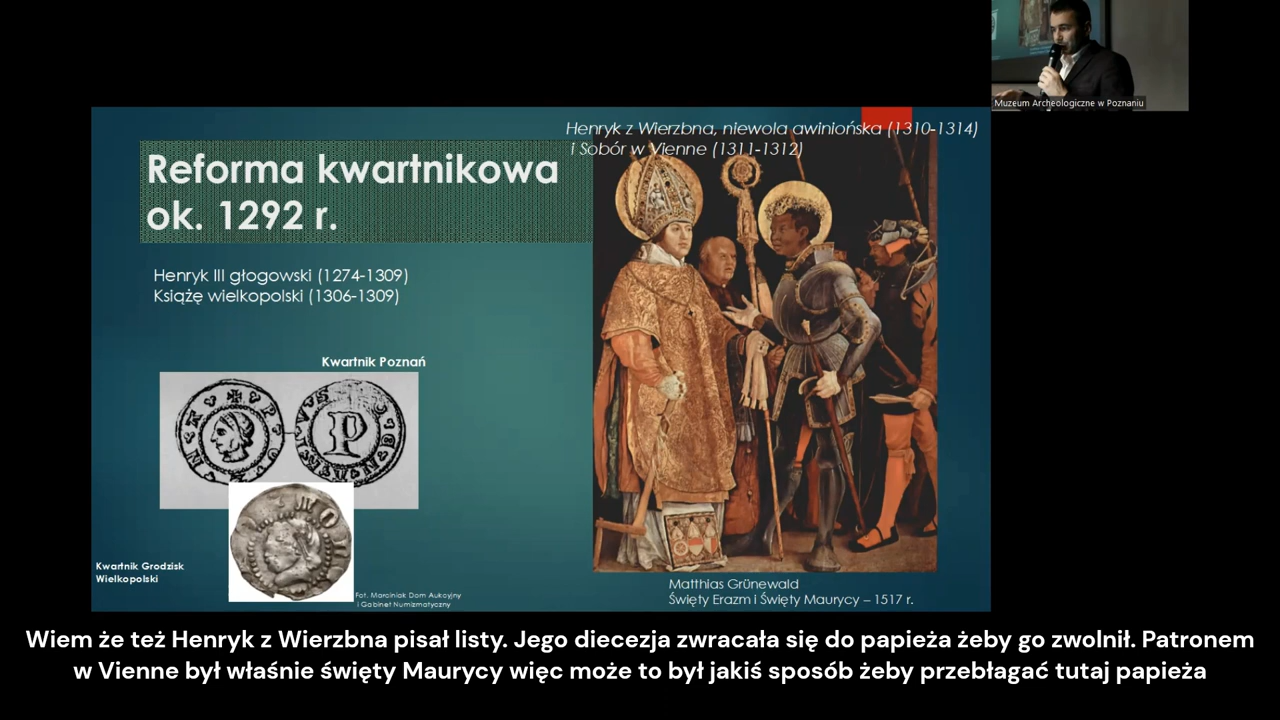 Muzeum Archeologiczne w Poznaniu
Henryk z Wierzbna, niewola awiniońska (1310-1314)
i Sobór w Vienne (1311-1312)
Reforma kwartnikowa
ok. 1292 r.
Henryk III głogowski (1274-1309)
Książę wielkopolski (1306-1309)
Kwartnik Poznań
P
Kwartnik Grodzisk
Wielkopolski
Fot. Marciniak Dom Aukcyjny
i Gabinet Numizmatyczny
Matthias Grünewald
Święty Erazm i Święty Maurycy – 1517 r.
Wiem że też Henryk z Wierzbna pisał listy. Jego diecezja zwracała się do papieża żeby go zwolnił. Patronem
w Vienne był właśnie święty Maurycy więc może to był jakiś sposób żeby przebłagać tutaj papieża